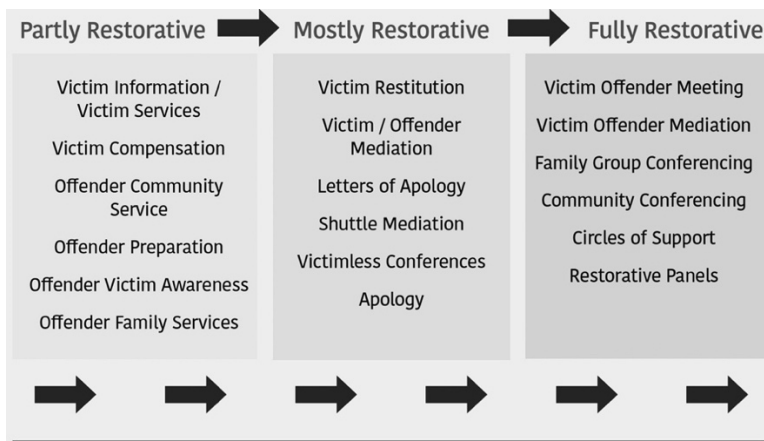 Partly Restorative
Mostly Restorative
Fully Restorative
Victim Information /
Victim Services
Victim Compensation
Offender Community
Service
Offender Preparation
Offender Victim Awareness
Offender Family Services
Victim Restitution
Victim / Offender
Mediation
Letters of Apology
Shuttle Mediation
Victimless Conferences
Apology
Victim Offender Meeting
Victim Offender Mediation
Family Group Conferencing
Community Conferencing
Circles of Support
Restorative Panels